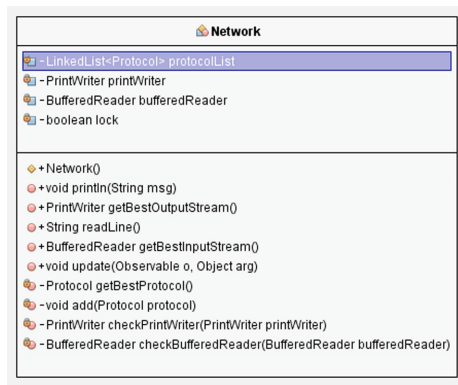 Network
- LinkedList<Protocol> protocolList
- PrintWriter printWriter
- BufferedReader bufferedReader
- boolean lock
+ Network()
+ void println(String msg)
+ PrintWriter getBestOutputStream()
+ String readLine()
+ BufferedReader getBestInputStream()
+ void update(Observable o, Object arg)
- Protocol getBestProtocol()
- void add(Protocol protocol)
- PrintWriter checkPrintWriter(PrintWriter printWriter)
- BufferedReader checkBufferedReader(BufferedReader bufferedReader)